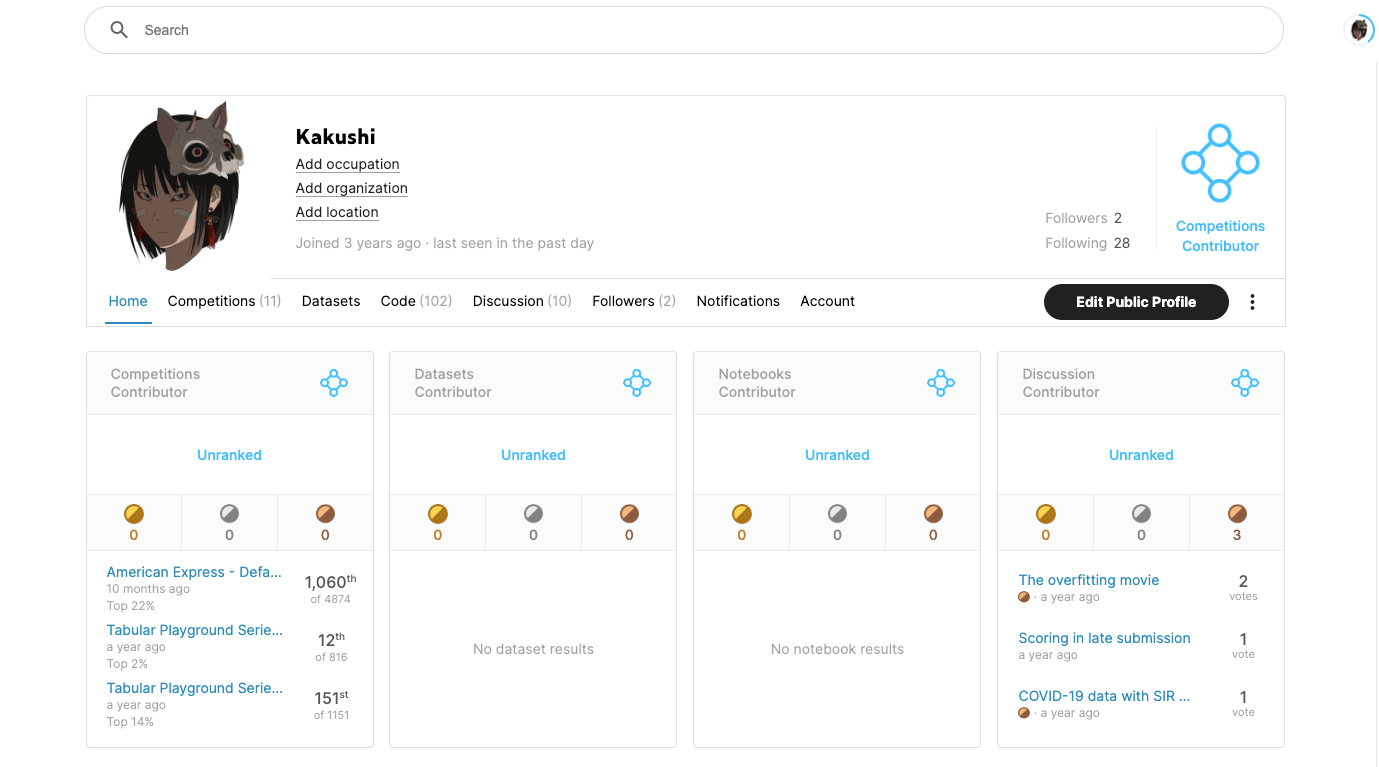 Search
Kakushi
Add occupation
Add organization
Add location
Joined 3 years ago · last seen in the past day
Followers 2
Following 28
Competitions
Contributor
Home Competitions (11) Datasets Code (102) Discussion (10) Followers (2) Notifications Account Edit Public Profile
Competitions
Contributor
Unranked
0 0 0
American Express - Defa...
10 months ago
Top 22%
1,060th
of 4874
Tabular Playground Serie...
a year ago
Top 2%
12th
of 816
Tabular Playground Serie...
a year ago
Top 14%
151st
of 1151
Datasets
Contributor
Unranked
0 0 0
No dataset results
Notebooks
Contributor
Unranked
0 0 0
No notebook results
Discussion
Contributor
Unranked
0 0 3
The overfitting movie
· a year ago
2
votes
Scoring in late submission
a year ago
1
vote
COVID-19 data with SIR ...
· a year ago
1
vote